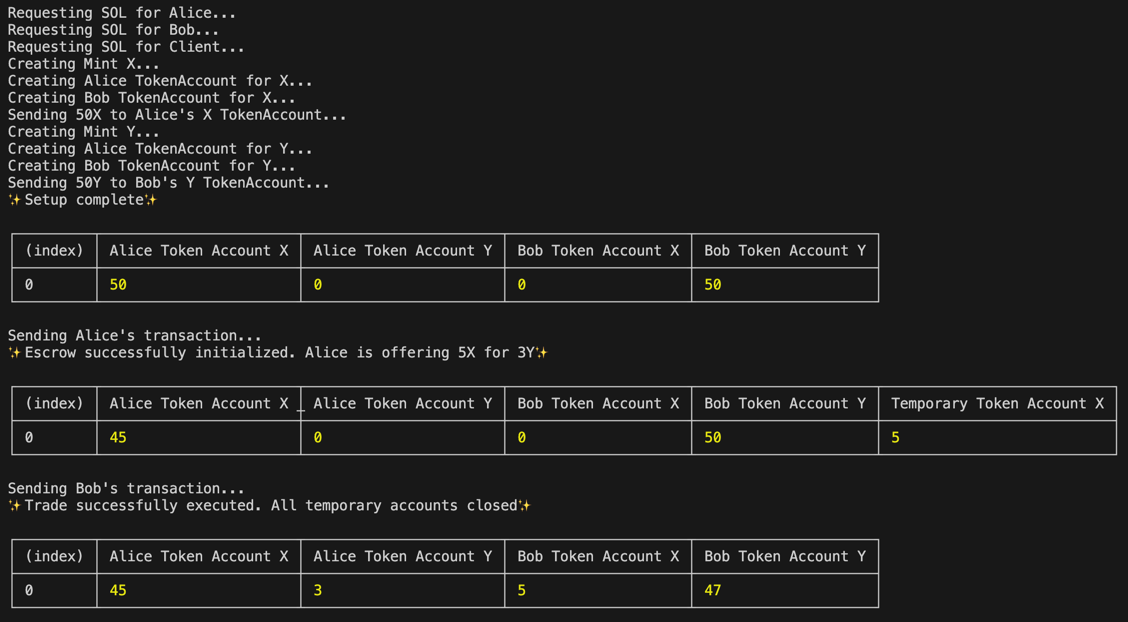 Requesting SOL for Alice...
Requesting SOL for Bob...
Requesting SOL for Client...
Creating Mint X...
Creating Alice TokenAccount for X...
Creating Bob TokenAccount for X...
Sending 50X to Alice's X TokenAccount...
Creating Mint Y...
Creating Alice TokenAccount for Y...
Creating Bob TokenAccount for Y...
Sending 50Y to Bob's Y TokenAccount...
✨Setup complete✨
(index) Alice Token Account X Alice Token Account Y Bob Token Account X Bob Token Account Y
0 50 0 0 50
Sending Alice's transaction...
✨Escrow successfully initialized. Alice is offering 5X for 3Y✨
(index) Alice Token Account X _ Alice Token Account Y Bob Token Account X Bob Token Account Y Temporary Token Account X
0 45 0 0 50 5
Sending Bob's transaction...
✨Trade successfully executed. All temporary accounts closed✨
(index) Alice Token Account X Alice Token Account Y Bob Token Account X Bob Token Account Y
0 45 3 5 47